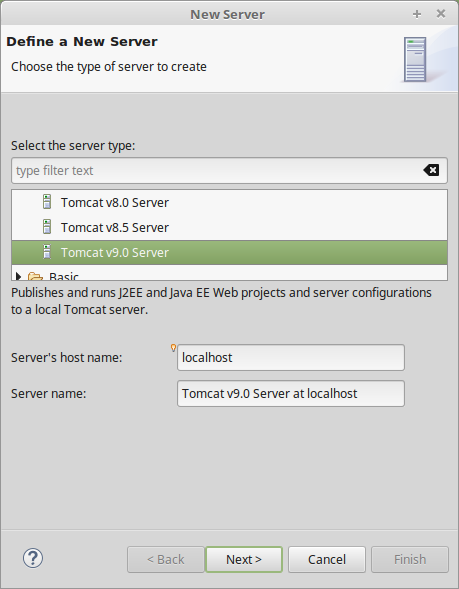 New Server
Define a New Server
Choose the type of server to create
Select the server type:
type filter text
Tomcat v8.0 Server
Tomcat v8.5 Server
Tomcat v9.0 Server
Basic
Publishes and runs J2EE and Java EE Web projects and server configurations
to a local Tomcat server.
Server's host name:
localhost
Server name:
Tomcat v9.0 Server at localhost
< Back
Next >
Cancel
Finish